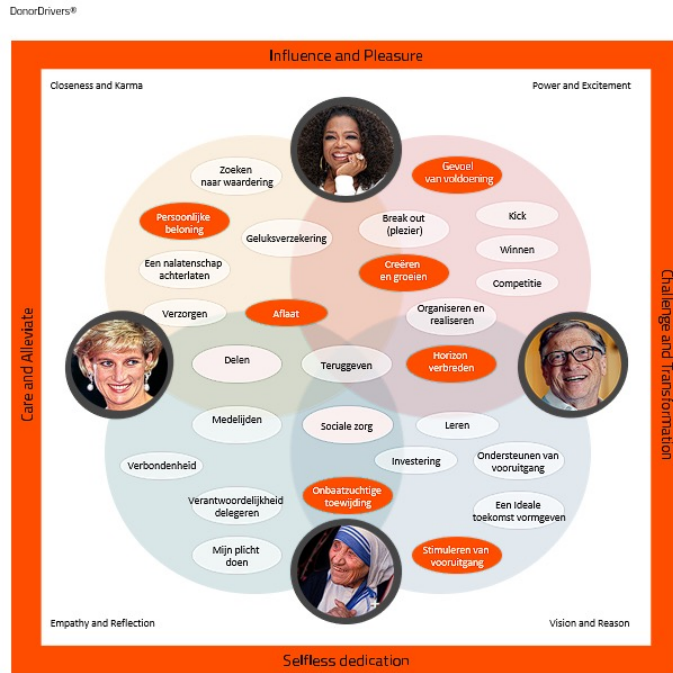 DonorDrivers®
Influence and Pleasure
Closeness and Karma
Power and Excitement
Zoeken
naar waardering
Gevoel
van voldoening
Persoonlijke
beloning
Geluksverzekering
Break out
(plezier)
Kick
Winnen
Een nalatenschap
achterlaten
Creëren
en groeien
Competitie
Verzorgen
Aflaat
Organiseren en
realiseren
Care and Alleviate
Challenge and Transformation
Delen
Teruggeven
Horizon
verbreden
Medelijden
Sociale zorg
Leren
Verbondenheid
Investering
Ondersteunen van
vooruitgang
Verantwoordelijkheid
delegeren
Onbaatzuchtige
toewijding
Een Ideale
toekomst vormgeven
Mijn plicht
doen
Stimuleren van
vooruitgang
Empathy and Reflection
Vision and Reason
Selfless dedication